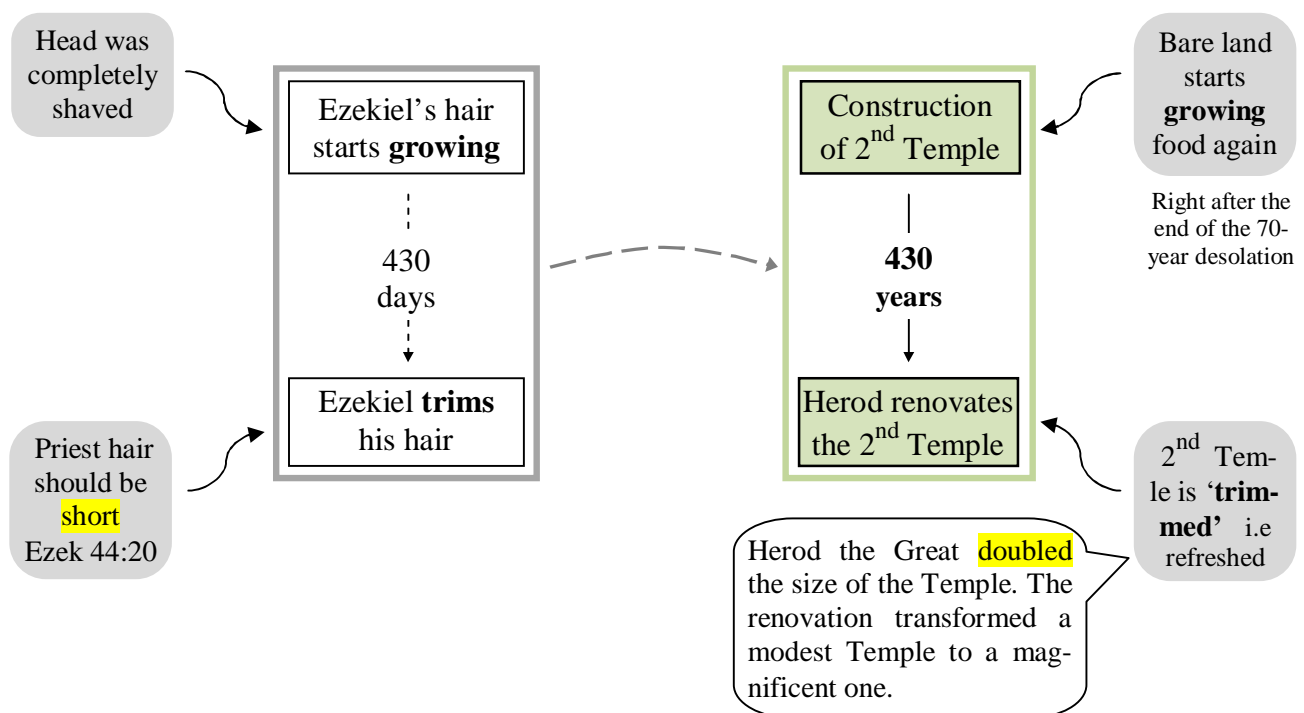 Head was
completely
shaved
Ezekiel’s hair
starts growing
430
days
Ezekiel trims
his hair
Priest hair
should be
short
Ezek 44:20
Construction
of 2nd Temple
430
years
Herod renovates
the 2nd Temple
Bare land
starts
growing
food again
Right after the
end of the 70-
year desolation
2nd Tem-
le is ‘trim-
med’ i.e
refreshed
Herod the Great doubled
the size of the Temple. The
renovation transformed a
modest Temple to a mag-
nificent one.